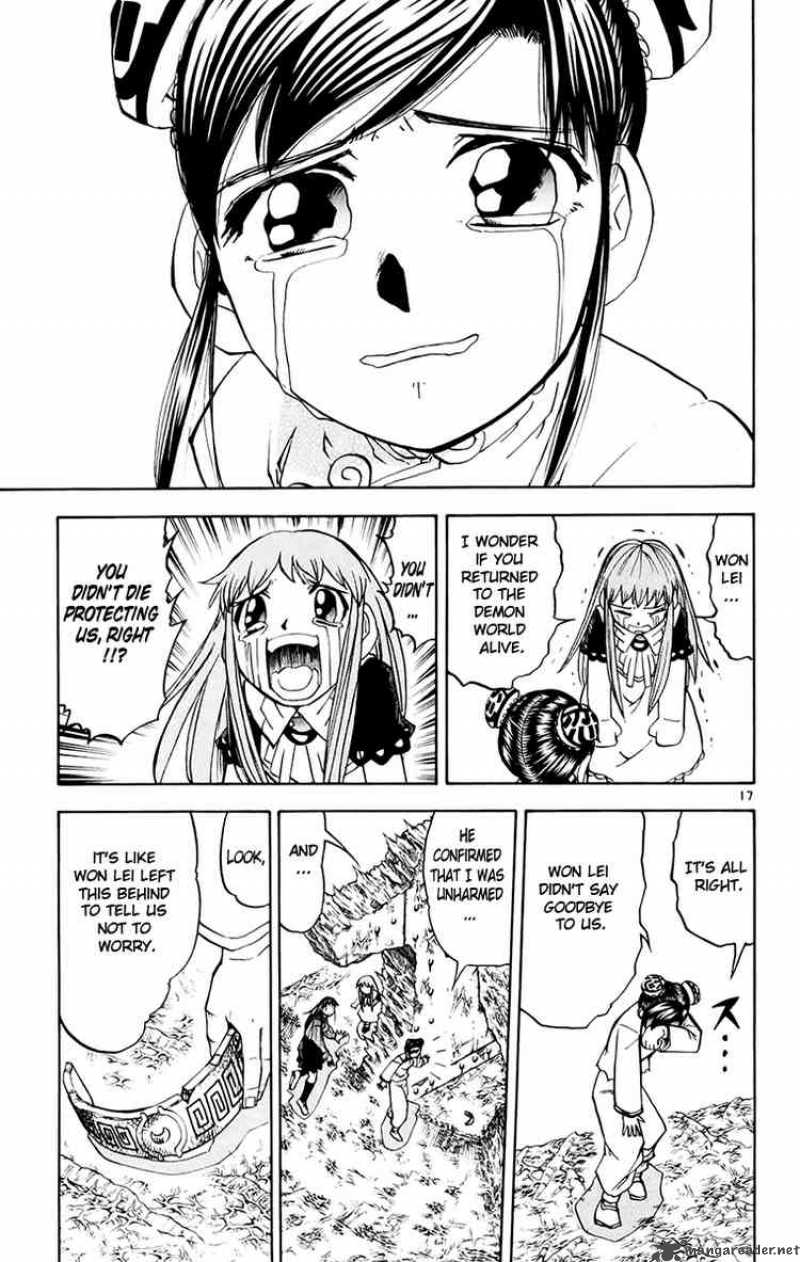 WON
LEI
...
I WONDER
IF YOU
RETURNED
TO THE
DEMON
WORLD
ALIVE.
YOU
DIDN'T
...
YOU
DIDN'T DIE
PROTECTING
US, RIGHT
!!?
17
IT'S ALL
RIGHT.
WON LEI
DIDN'T SAY
GOODBYE
TO US.
ス...
HE
CONFIRMED
THAT I WAS
UNHARMED
...
AND
...
LOOK,
IT'S LIKE
WON LEI LEFT
THIS BEHIND
TO TELL US
NOT TO
WORRY.
mangareader.net